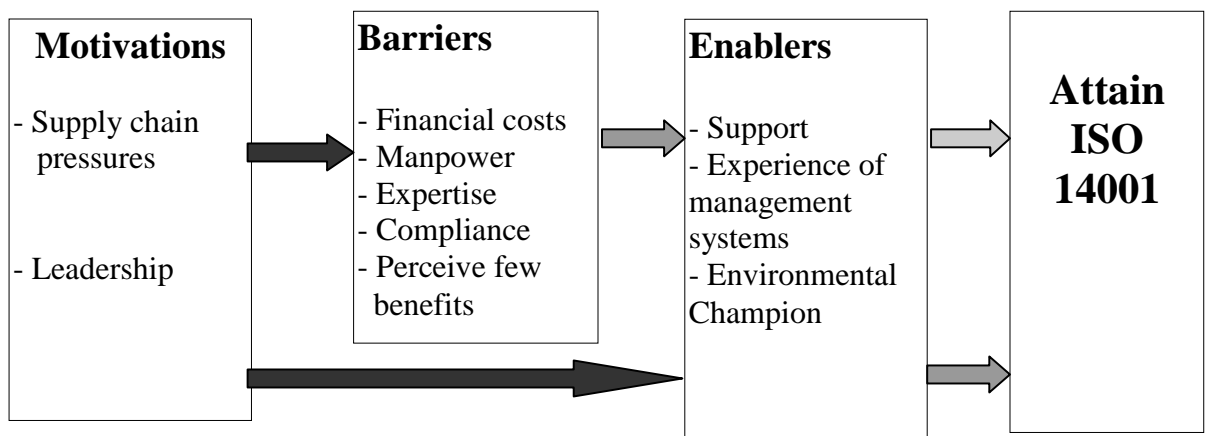 Motivations
- Supply chain
pressures
- Leadership
Barriers
- Financial costs
- Manpower
- Expertise
- Compliance
- Perceive few
benefits
Enablers
- Support
- Experience of
management
systems
- Environmental
Champion
Attain
ISO
14001